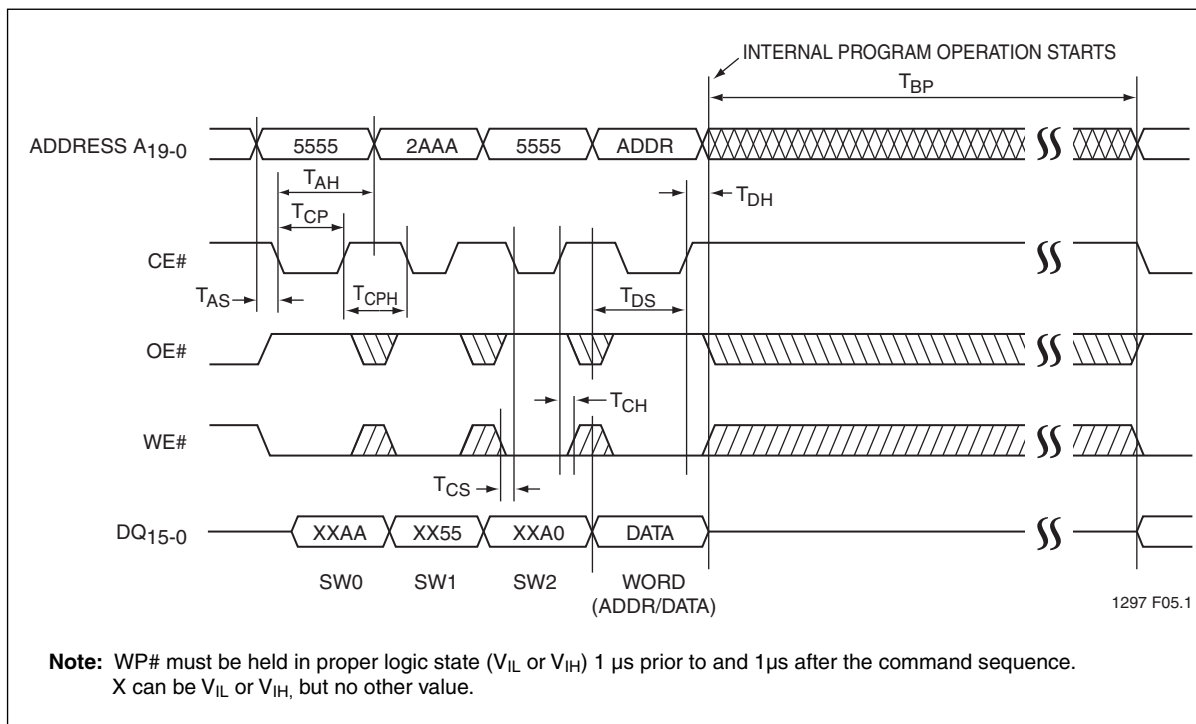 INTERNAL PROGRAM OPERATION STARTS
TBP
ADDRESS A19-0
5555
2AAA
5555
ADDR
TAH
TDH
TCP
CE#
TAS
TCPH
TDS
OE#
TCH
WE#
TCS
DQ15-0
XXAA
XX55
XXA0
DATA
SW0
SW1
SW2
WORD
(ADDR/DATA)
1297 F05.1
Note: WP# must be held in proper logic state (VIL or VIH) 1 µs prior to and 1µs after the command sequence.
X can be VIL or VIH, but no other value.